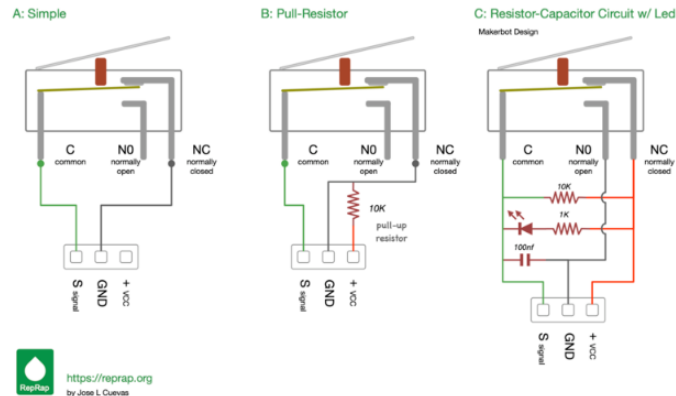 A: Simple
B: Pull-Resistor
C: Resistor-Capacitor Circuit w/ Led
Makerbot Design
C
common
N0
normally
open
NC
normally
closed
C
common
N0
normally
open
NC
normally
closed
C
common
N0
normally
open
NC
normally
closed
10K
pull-up
resistor
10K
1K
100nf
S signal
GND
+ VCC
S signal
GND
+ VCC
S signal
GND
+ VCC
RepRap
https://reprap.org
by Jose L Cuevas